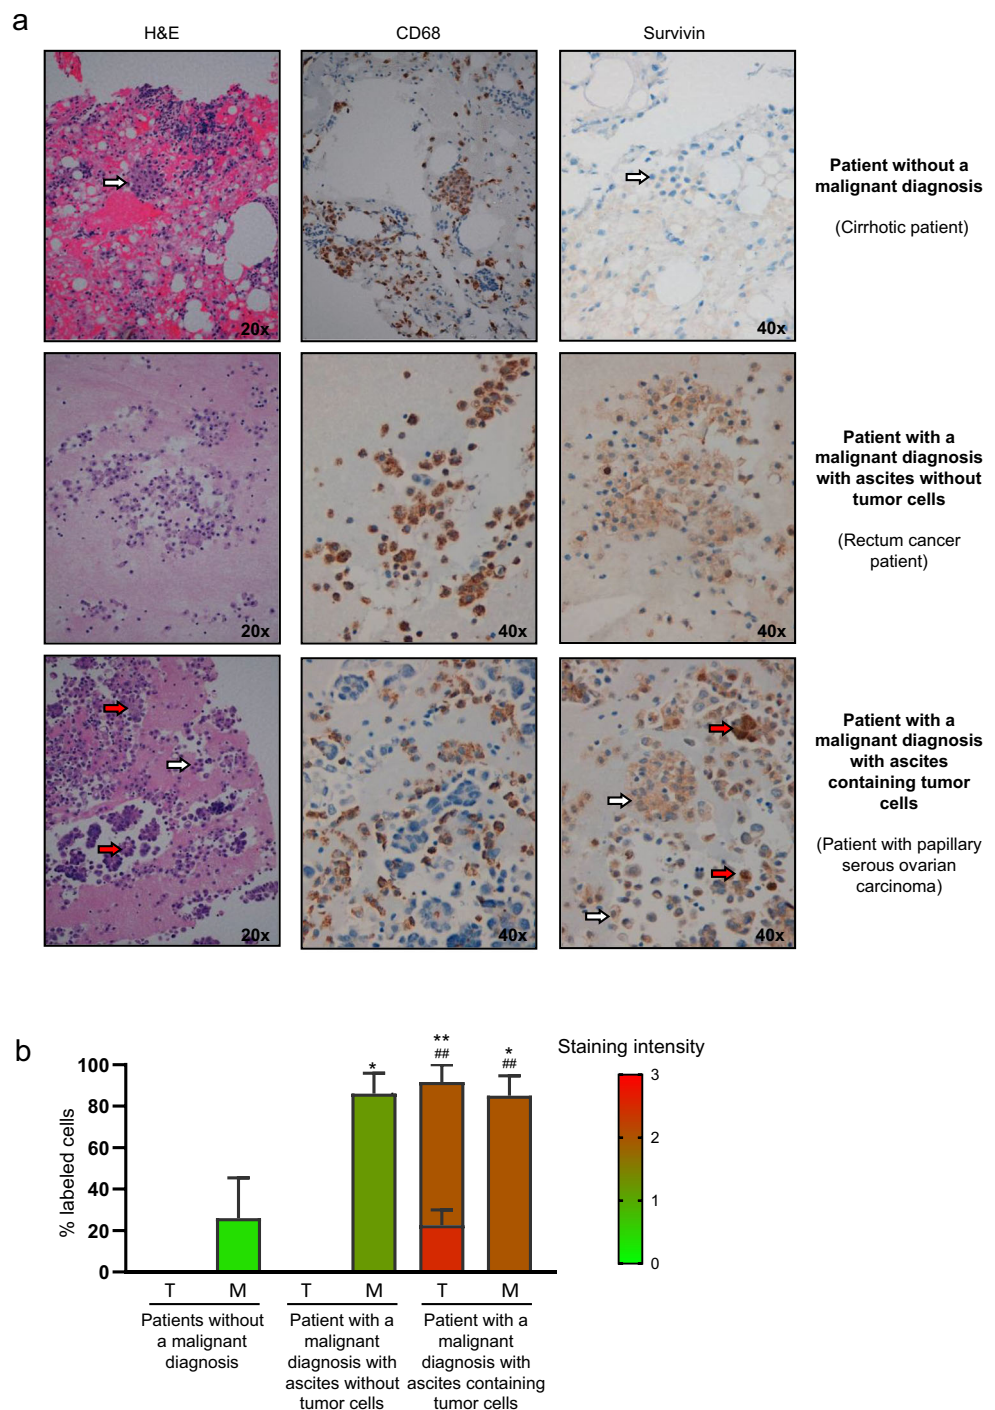 a
H&E
CD68
Survivin
20x
40x
Patient without a
malignant diagnosis
(Cirrhotic patient)
20x
40x
40x
Patient with a
malignant diagnosis
with ascites without
tumor cells
(Rectum cancer
patient)
20x
40x
40x
Patient with a
malignant diagnosis
with ascites
containing tumor
cells
(Patient with papillary
serous ovarian
carcinoma)
b
% labeled cells
100
80
60
40
20
0
*
**
##
*
##
T
M
T
M
T
M
Patients without
a malignant
diagnosis
Patient with a
malignant
diagnosis with
ascites without
tumor cells
Patient with a
malignant
diagnosis with
ascites containing
tumor cells
Staining intensity
3
2
1
0